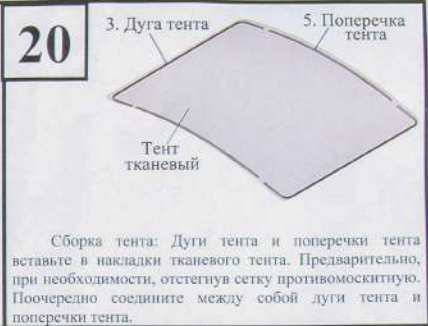 20
3. Дуга тента
5. Поперечка
тента
Тент
тканевый
Сборка тента: Дуги тента и поперечки тента
вставьте в накладки тканевого тента. Предварительно,
при необходимости, отстегнув сетку противомоскитную.
Поочередно соедините между собой дуги тента и
поперечки тента.